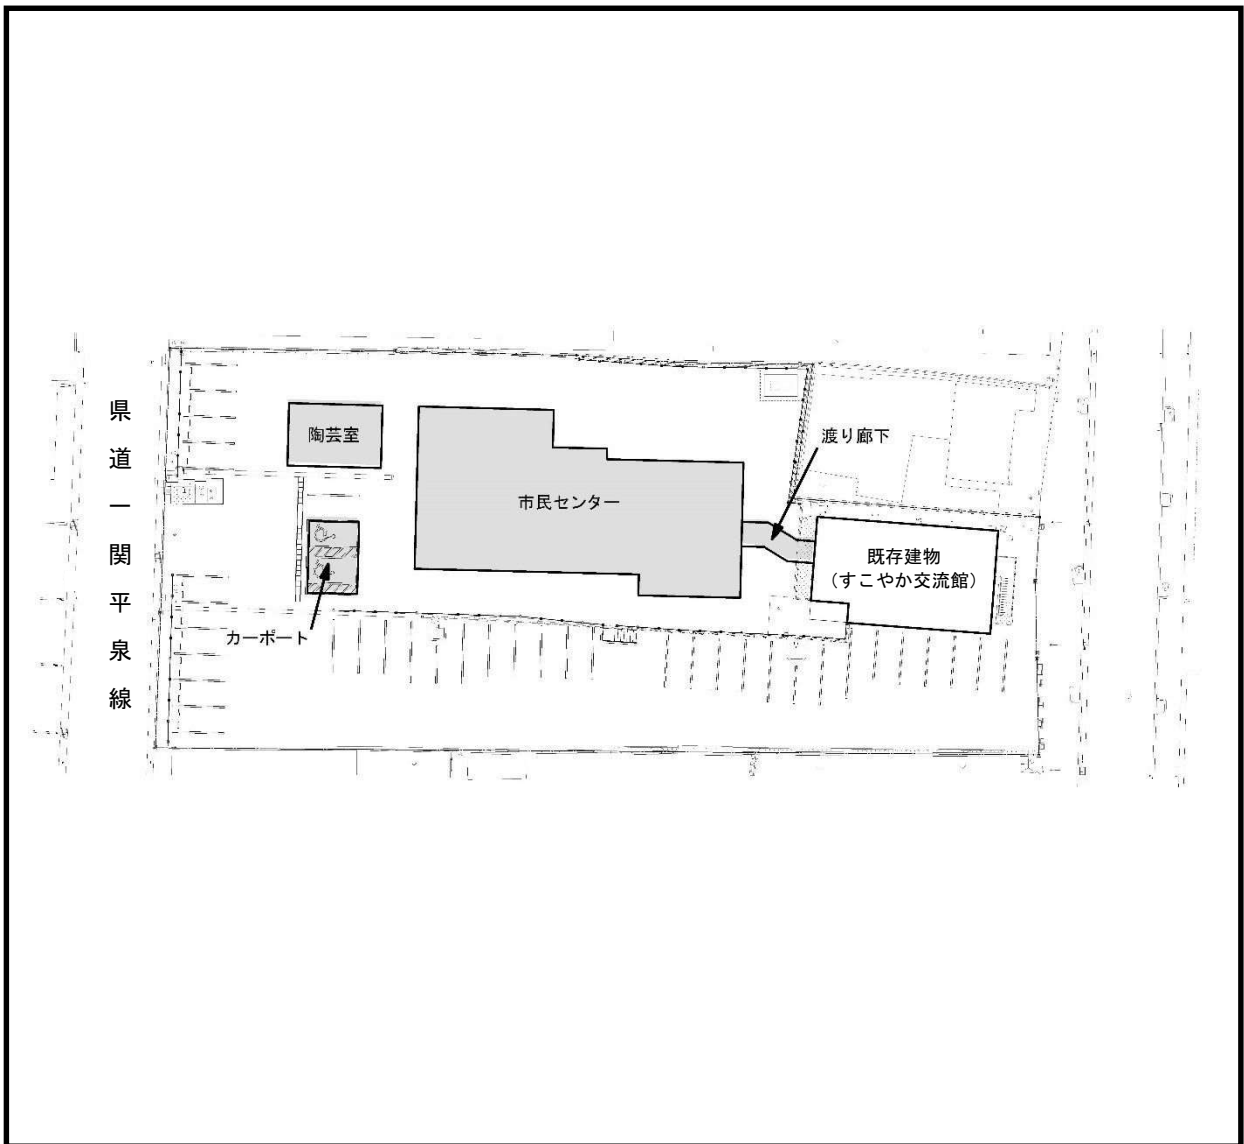 県道一関平泉線
陶芸室
市民センター
渡り廊下
既存建物
(すこやか交流館)
カーポート